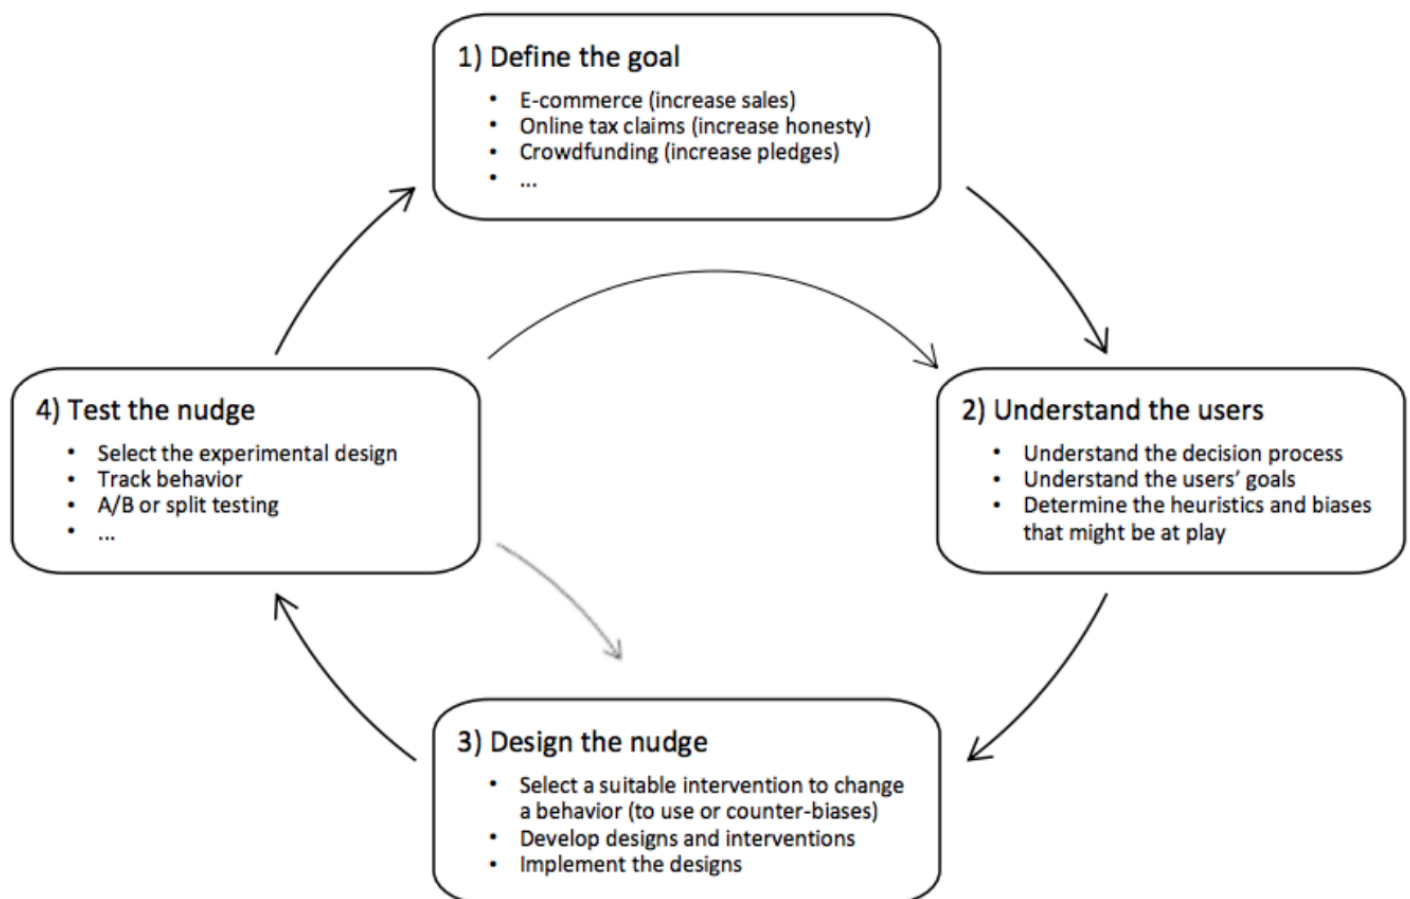 1) Define the goal
• E-commerce (increase sales)
• Online tax claims (increase honesty)
• Crowdfunding (increase pledges)
• ...
2) Understand the users
• Understand the decision process
• Understand the users’ goals
• Determine the heuristics and biases
that might be at play
3) Design the nudge
• Select a suitable intervention to change
a behavior (to use or counter-biases)
• Develop designs and interventions
• Implement the designs
4) Test the nudge
• Select the experimental design
• Track behavior
• A/B or split testing
• ...